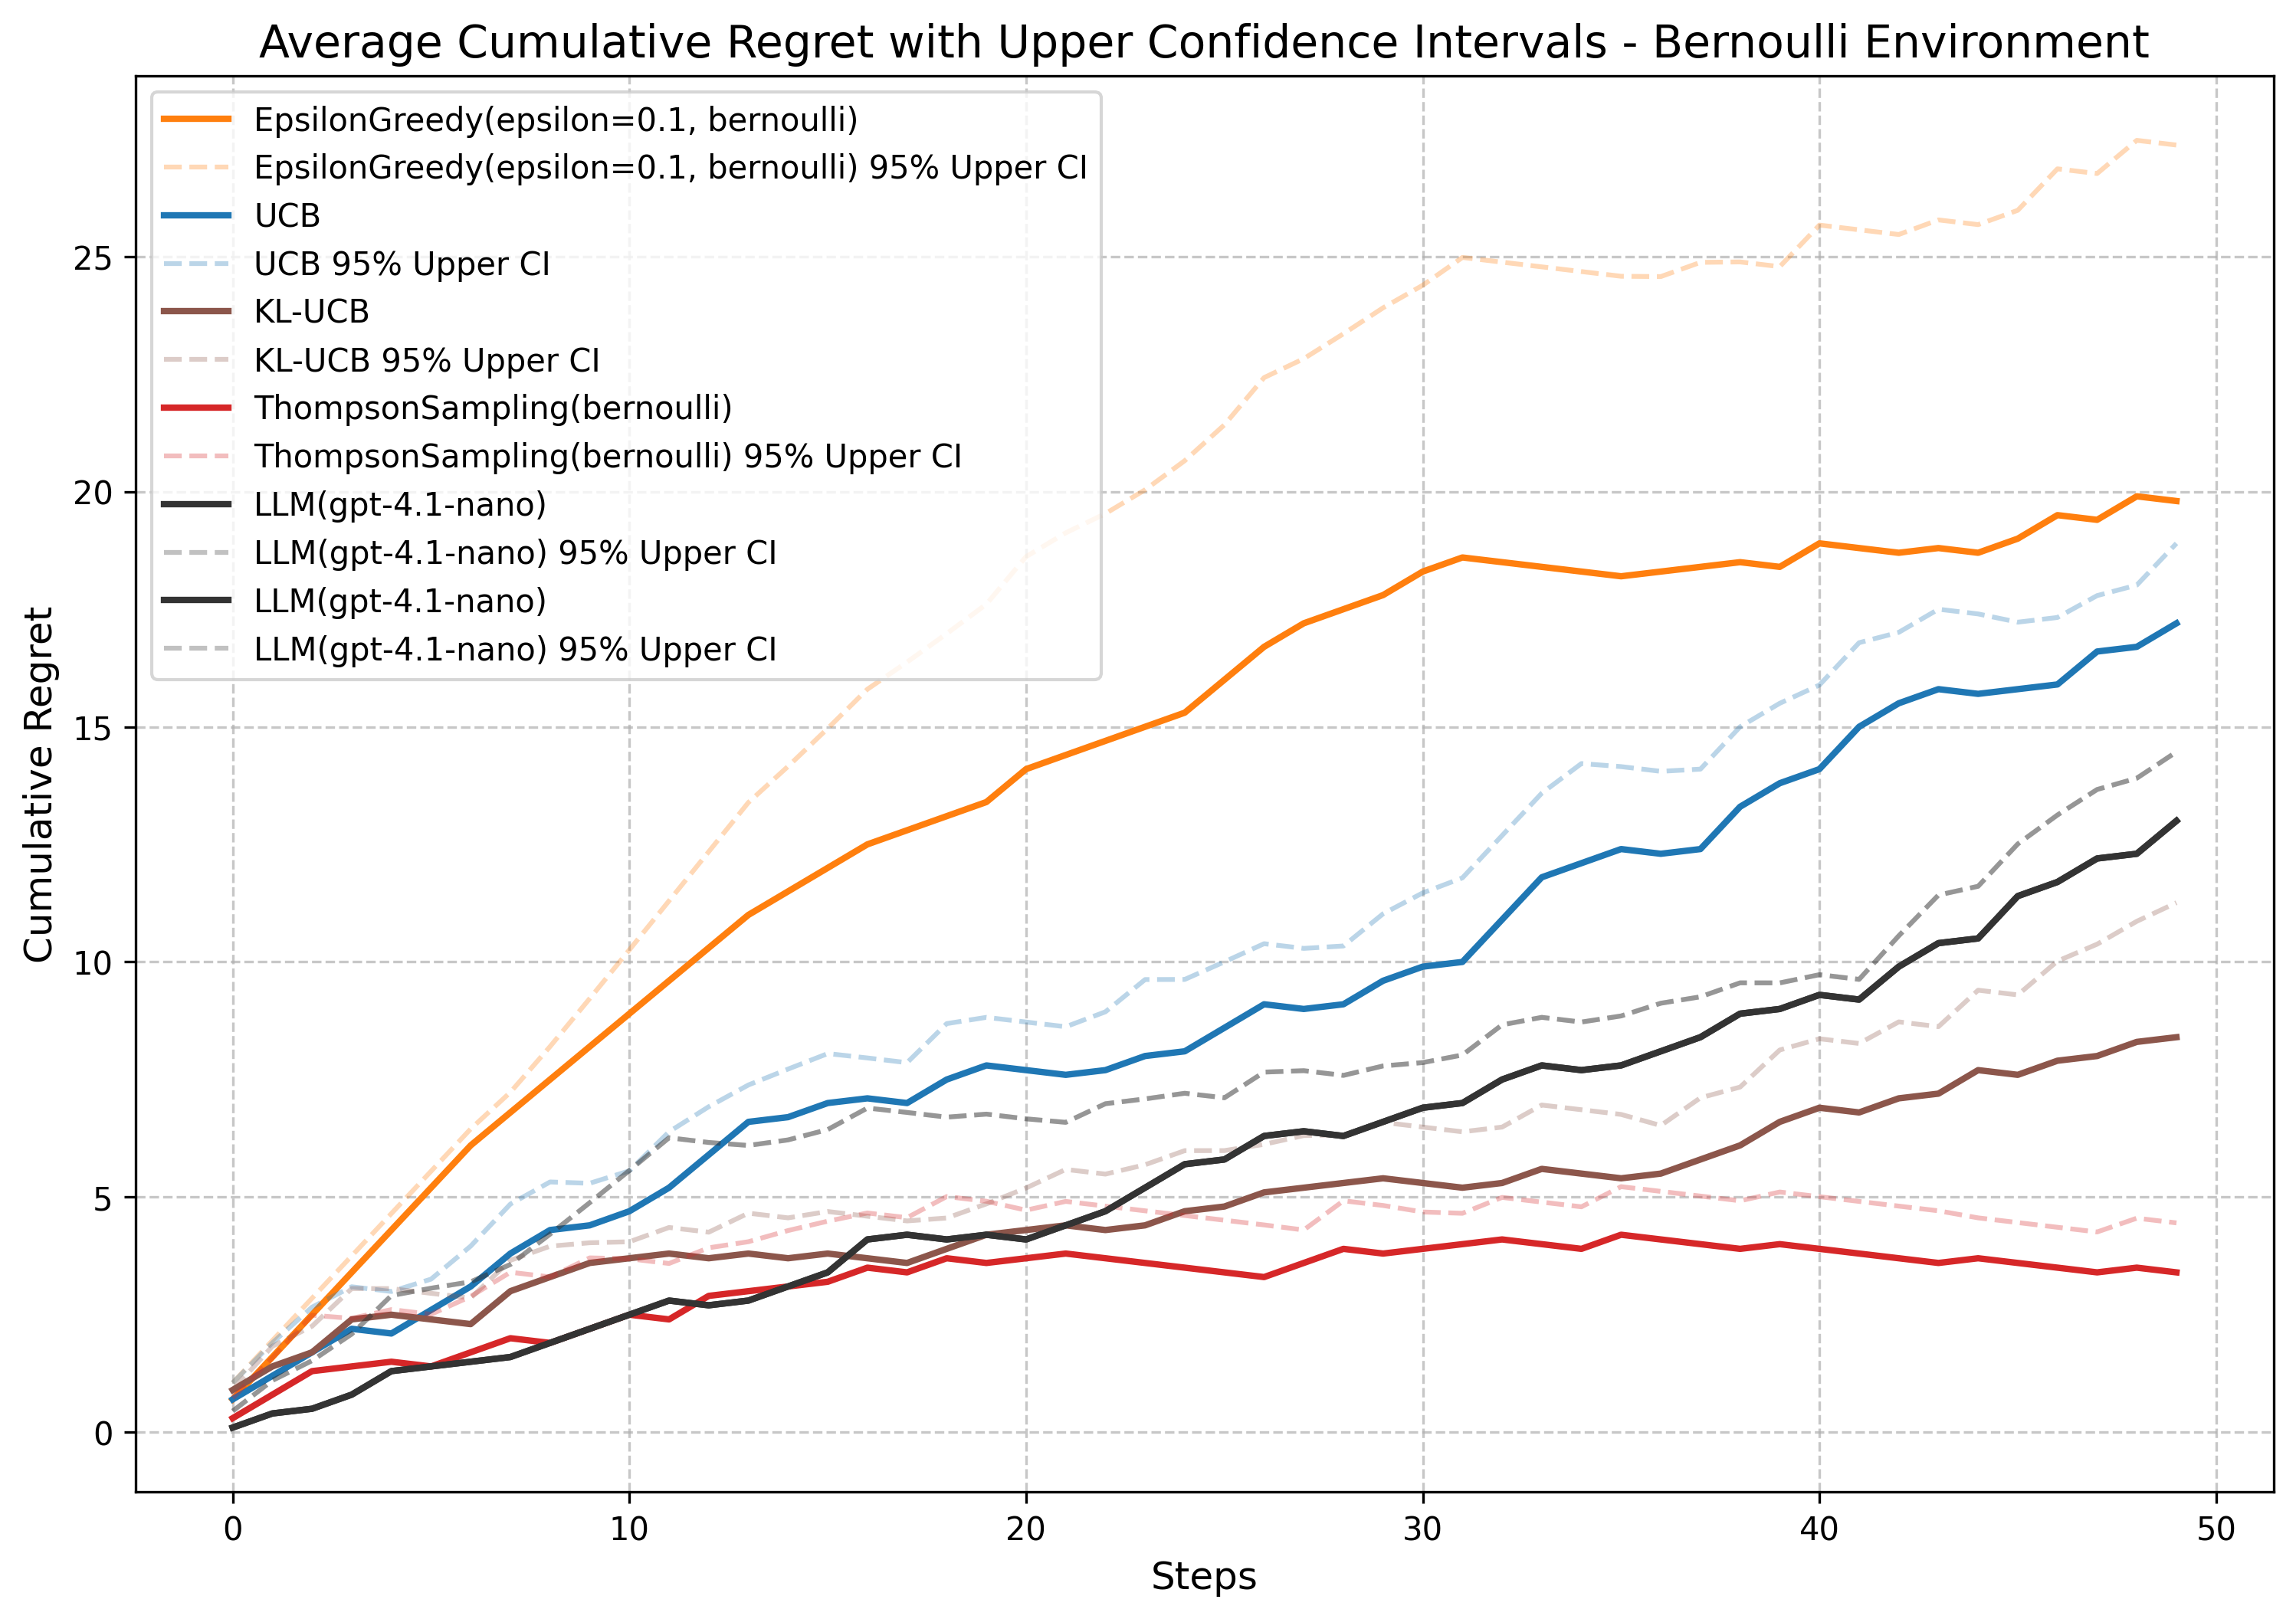 Average Cumulative Regret with Upper Confidence Intervals - Bernoulli Environment
EpsilonGreedy(epsilon=0.1, bernoulli)
EpsilonGreedy(epsilon=0.1, bernoulli) 95% Upper CI
UCB
UCB 95% Upper CI
KL-UCB
KL-UCB 95% Upper CI
ThompsonSampling(bernoulli)
ThompsonSampling(bernoulli) 95% Upper CI
LLM(gpt-4.1-nano)
LLM(gpt-4.1-nano) 95% Upper CI
LLM(gpt-4.1-nano)
LLM(gpt-4.1-nano) 95% Upper CI
Cumulative Regret
25
20
15
10
5
0
0 10 20 30 40 50
Steps